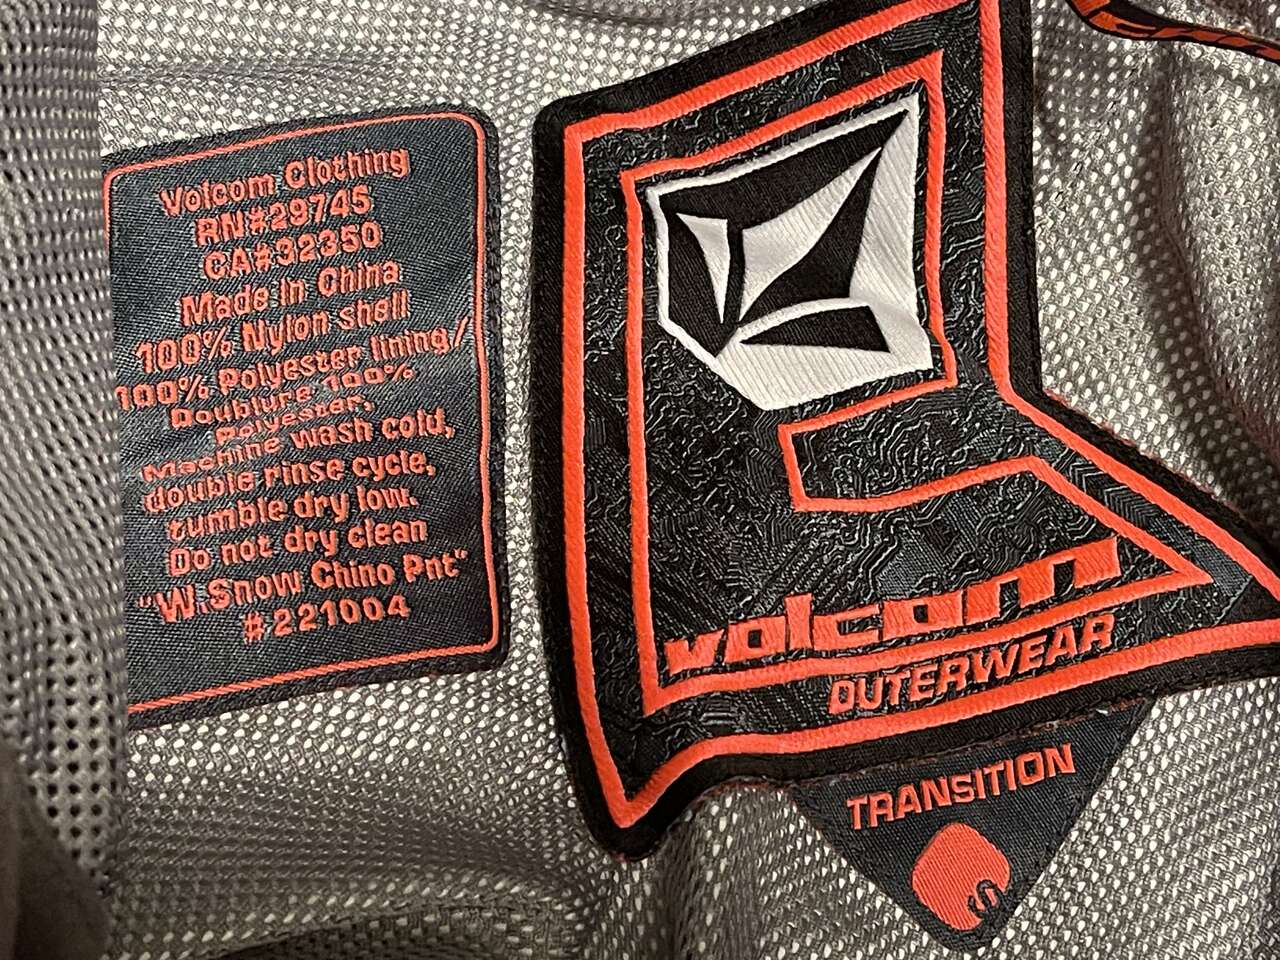 Volcom Clothing
RN#29745
CA#32350
Made In China
100% Nylon shell
100% Polyester lining/
Doublure 100%
Polyester.
Machine wash cold,
double rinse cycle,
tumble dry low.
Do not dry clean
"W.Snow Chino Pnt"
#221004
volcom
OUTERWEAR
TRANSITION
S